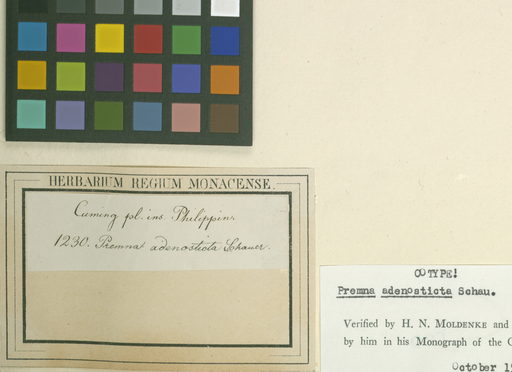 HERBARIUM REGIUM MONACENSE.
Cuming pl. ins. Philippin.
1230. Premna adenosticta Schauer.
COTYPE!
Premna adenosticta Schau.
Verified by H. N. MOLDENKE and
by him in his Monograph of the
October